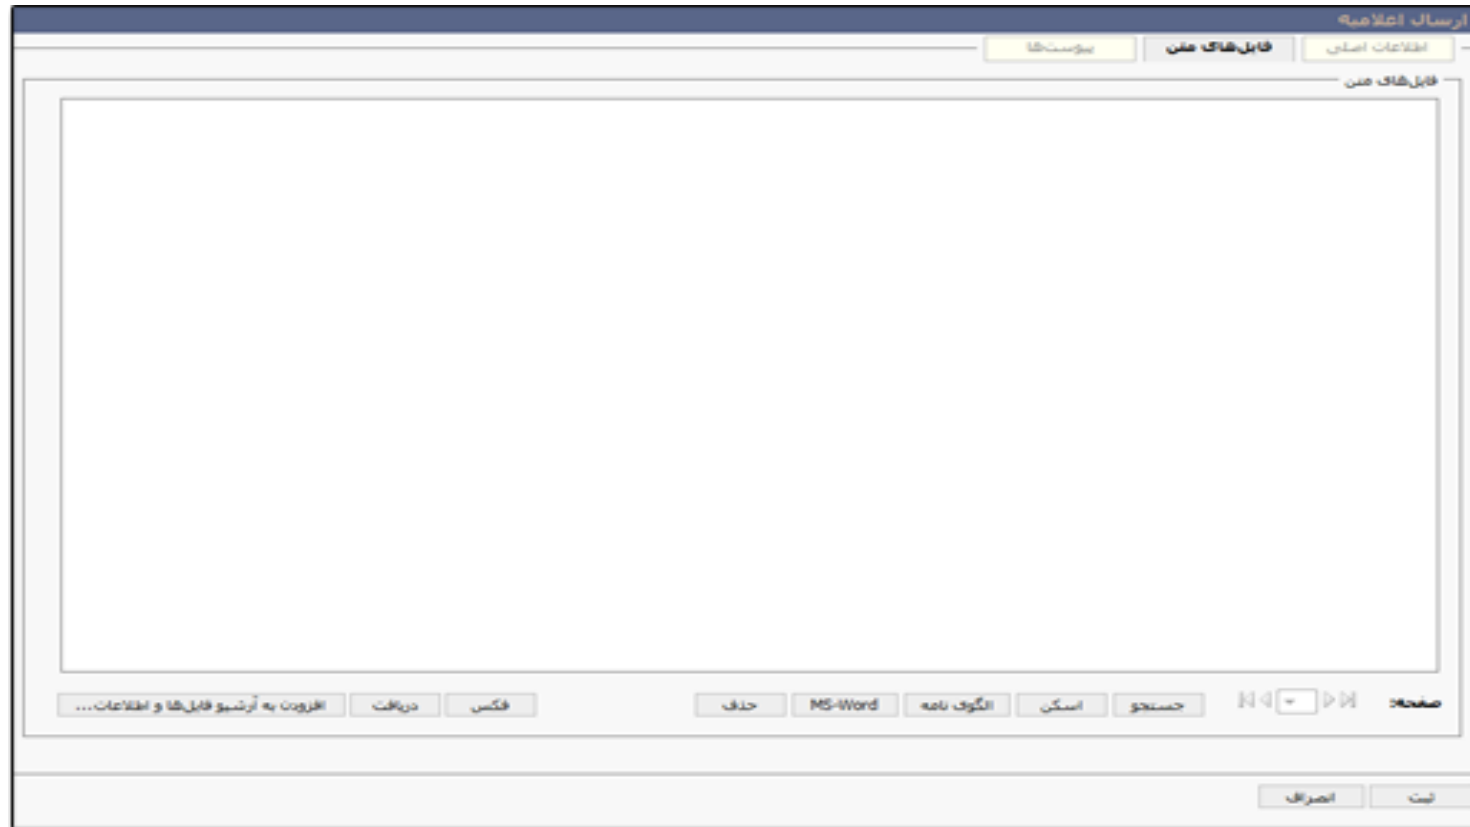 ارسال اعلامیه
اطلاعات اصلی فایل‌های متن پیوست‌ها
فایل‌های متن
صفحه: جستجو اسکن الگوی نامه MS-Word حذف فکس دریافت افزودن به آرشیو فایل‌ها و اطلاعات...
ثبت انصراف